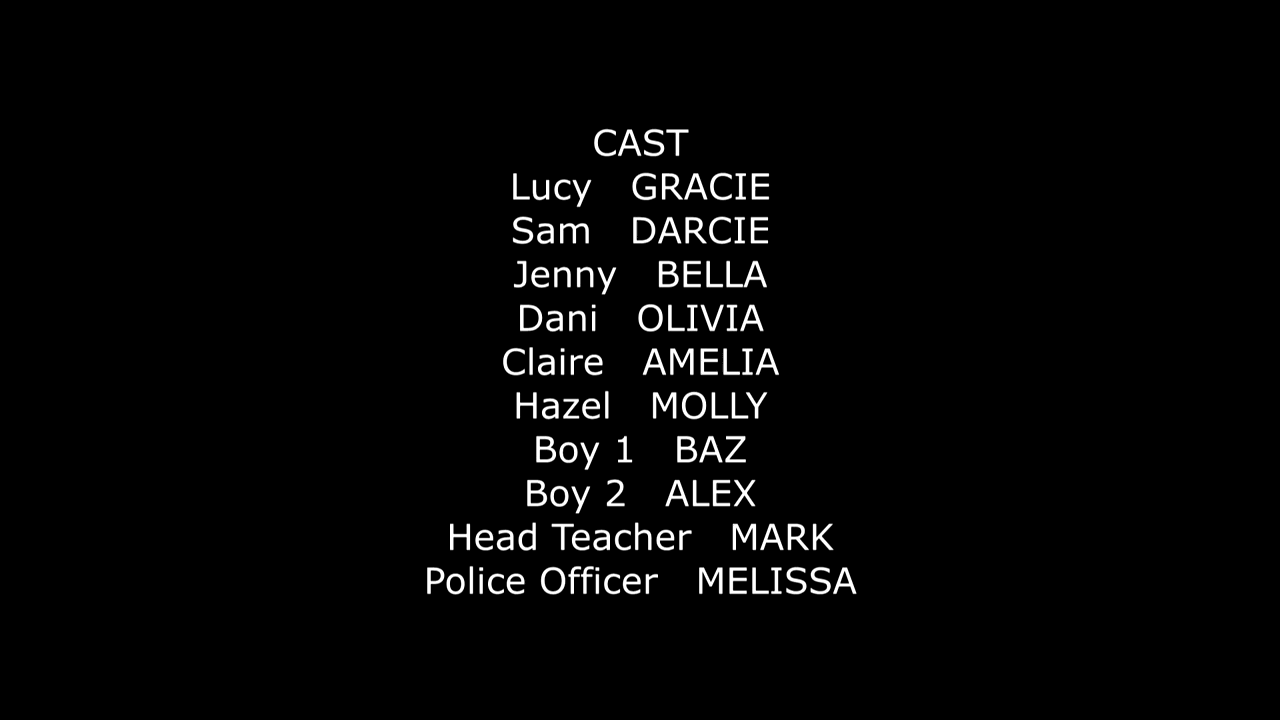 CAST
Lucy GRACIE
Sam DARCIE
Jenny BELLA
Dani OLIVIA
Claire AMELIA
Hazel MOLLY
Boy 1 BAZ
Boy 2 ALEX
Head Teacher MARK
Police Officer MELISSA